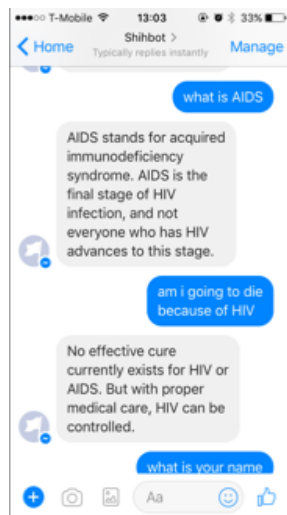 T-Mobile 13:03 33%
Home Shihbot > Manage
Typically replies instantly
what is AIDS
AIDS stands for acquired
immunodeficiency
syndrome. AIDS is the
final stage of HIV
infection, and not
everyone who has HIV
advances to this stage.
am i going to die
because of HIV
No effective cure
currently exists for HIV or
AIDS. But with proper
medical care, HIV can be
controlled.
what is your name
Aa